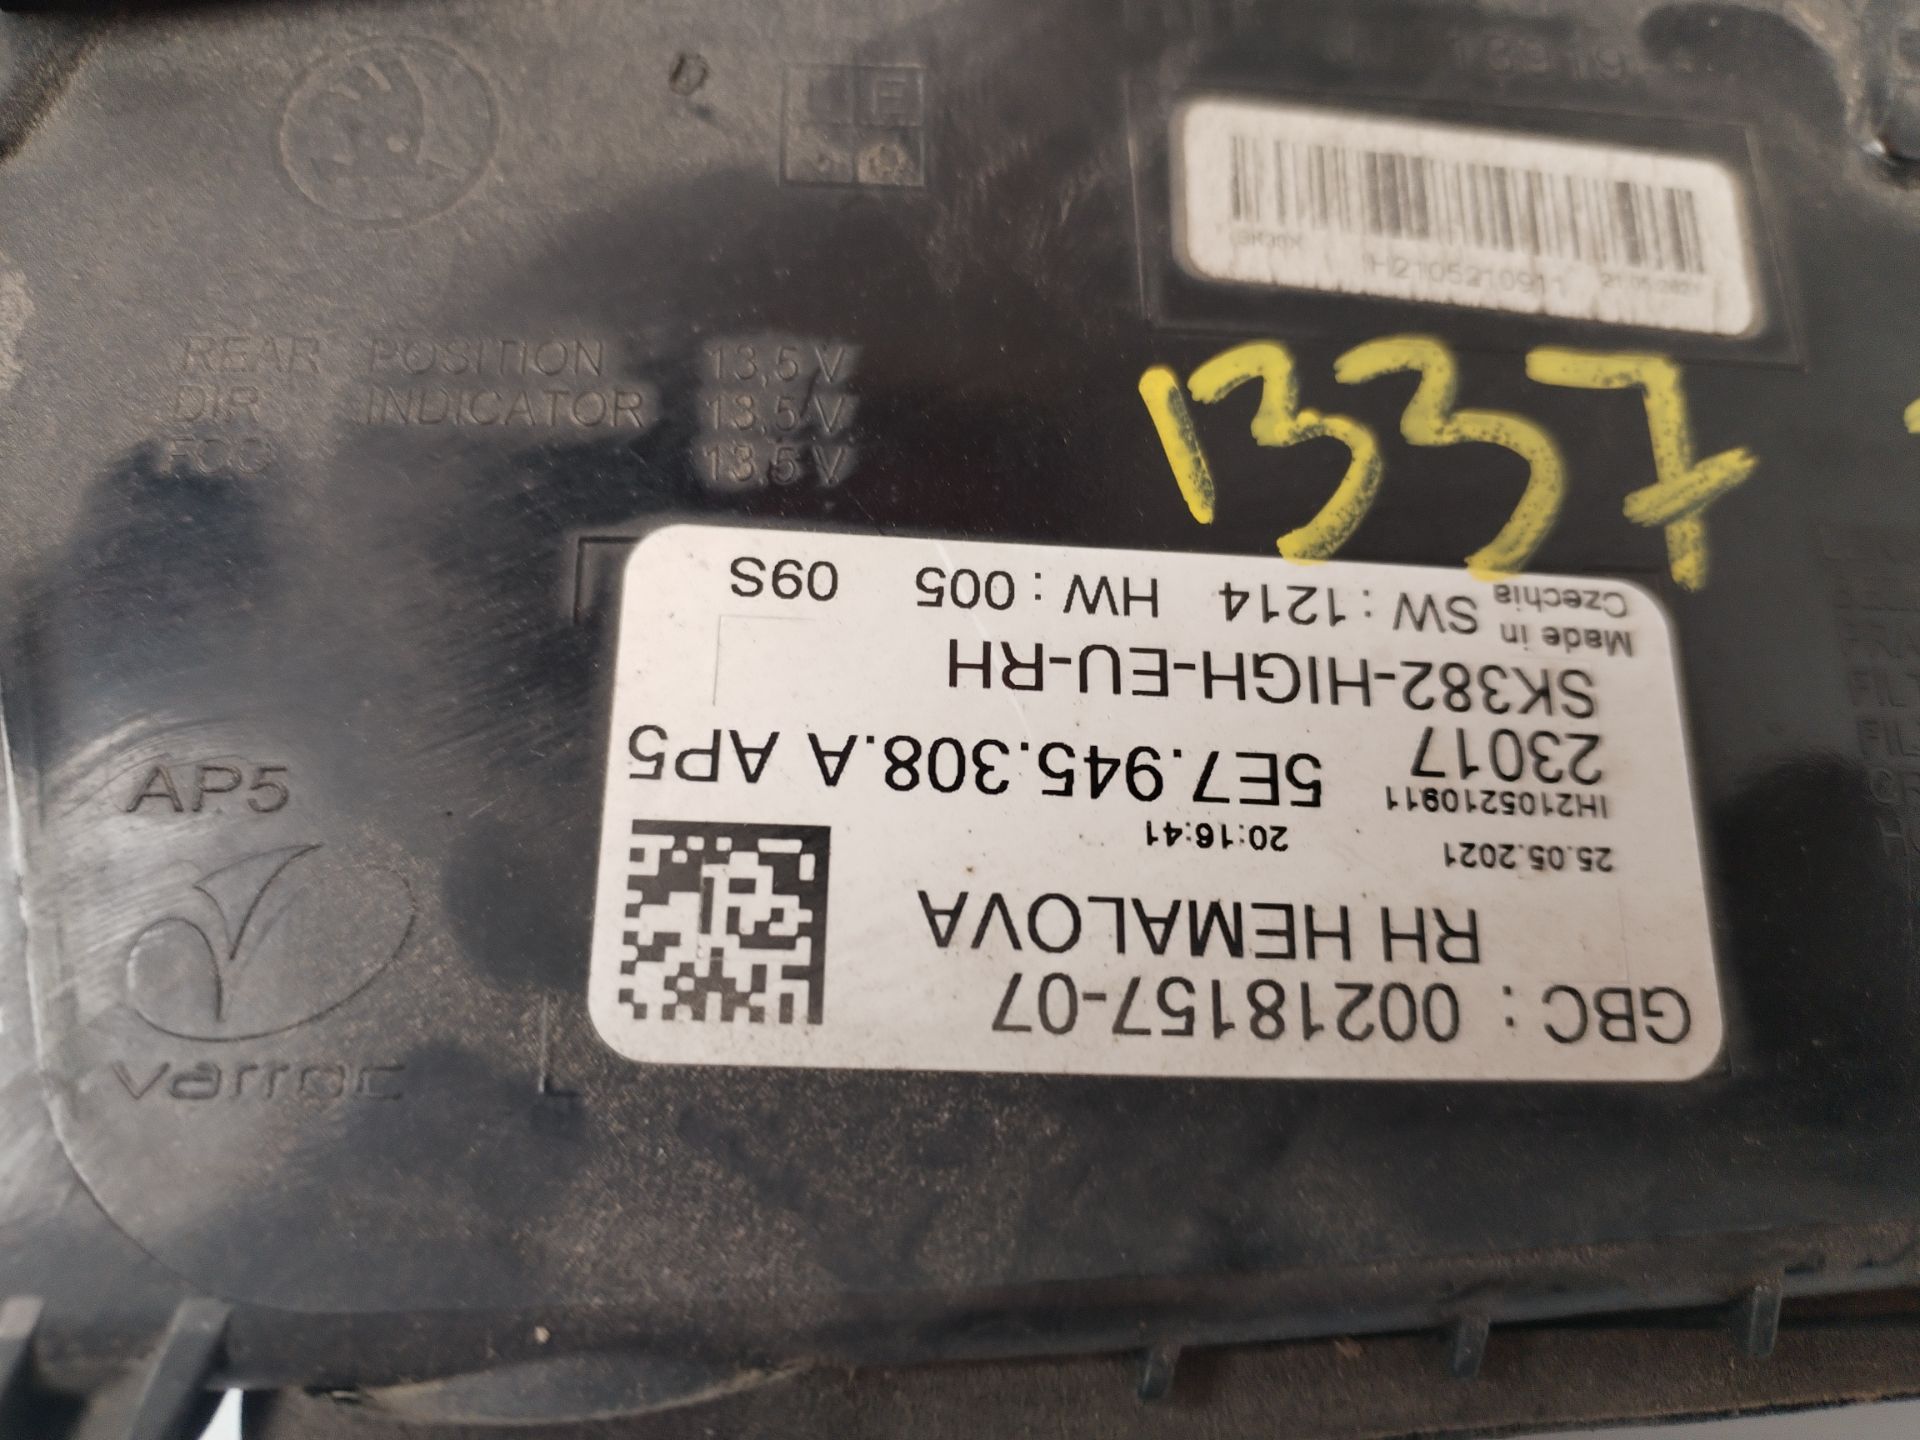 H2105210911
1337
REAR POSITION 13,5 V
DIR INDICATOR 13,5 V
13,5 V
AP5
varroc
GBC : 00218157-07
RH HEMALOVA
25.05.2021 20:16:41
IH2105210911
23017 5E7.945.308.A AP5
SK382-HIGH-EU-RH
Made in
Czechia
SW : 1214 HW : 005 09S